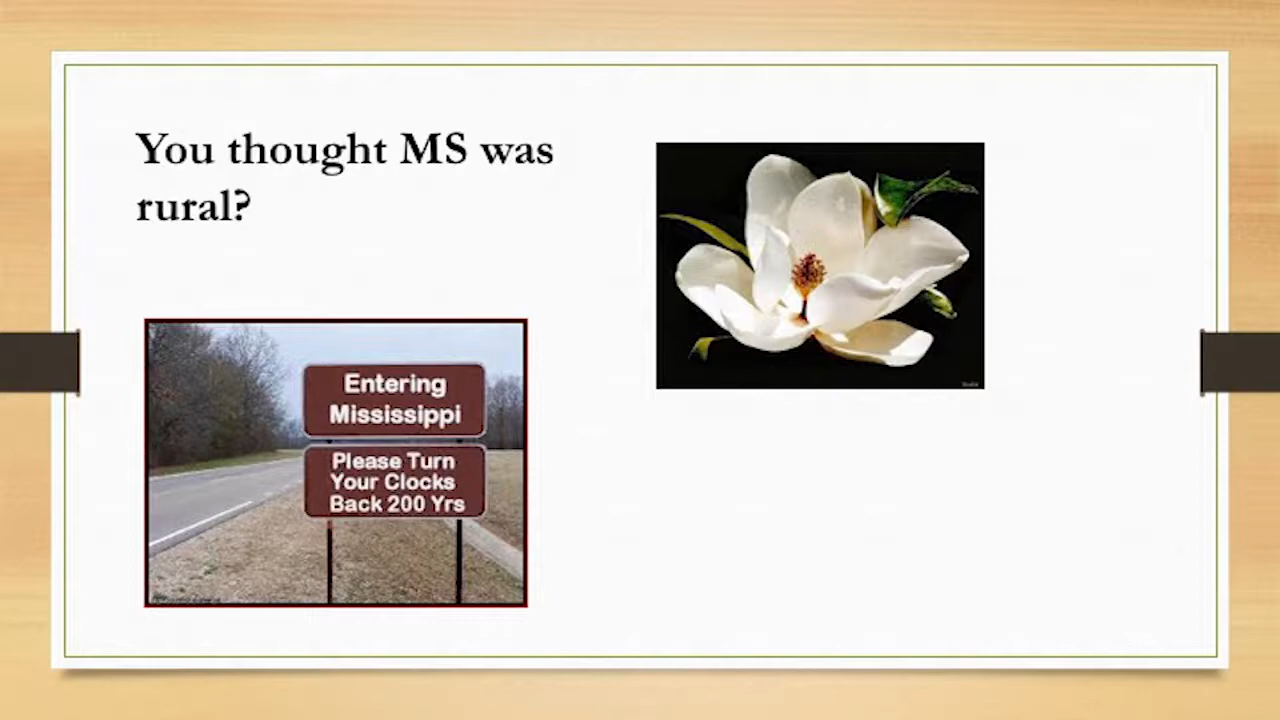 You thought MS was
rural?
Entering
Mississippi
Please Turn
Your Clocks
Back 200 Yrs